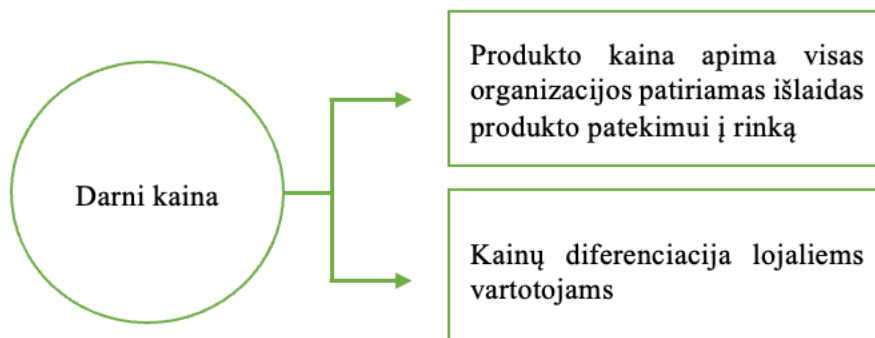 Darni kaina
Produkto kaina apima visas
organizacijos patiriamas išlaidas
produkto patekimui į rinką
Kainų diferenciacija lojaliems
vartotojams